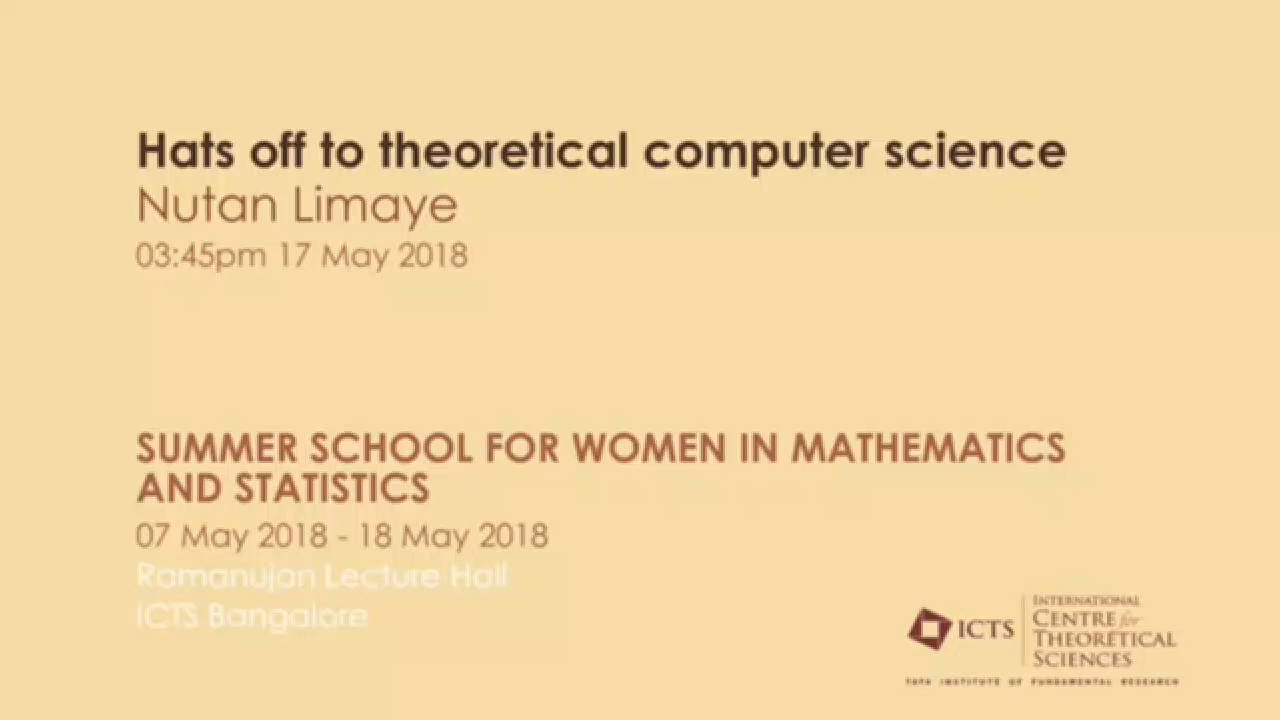 Hats off to theoretical computer science
Nutan Limaye
03:45pm 17 May 2018
SUMMER SCHOOL FOR WOMEN IN MATHEMATICS
AND STATISTICS
07 May 2018 - 18 May 2018
Ramanujan Lecture Hall
ICTS Bangalore
ICTS
INTERNATIONAL
CENTRE for
THEORETICAL
SCIENCES
TATA INSTITUTE OF FUNDAMENTAL RESEARCH